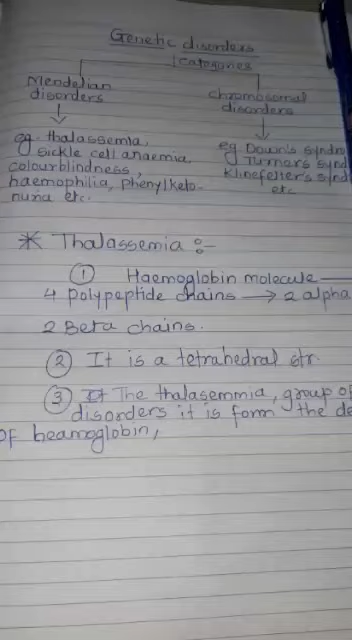 Genetic disorders
categories
Mendelian disorders
chromosomal disorders
eg. thalassemia,
sickle cell anaemia
colourblindness,
haemophilia, phenylketo-
nuria etc.
eg Down's
Turner's
Klinefelter's
etc
* Thalassemia :-
① Haemoglobin molecule —
4 polypeptide chains → 2 alpha
2 Beta chains.
② It is a tetrahedral str.
③ The thalasemmia, group of
disorders it is form the
of heamoglobin,